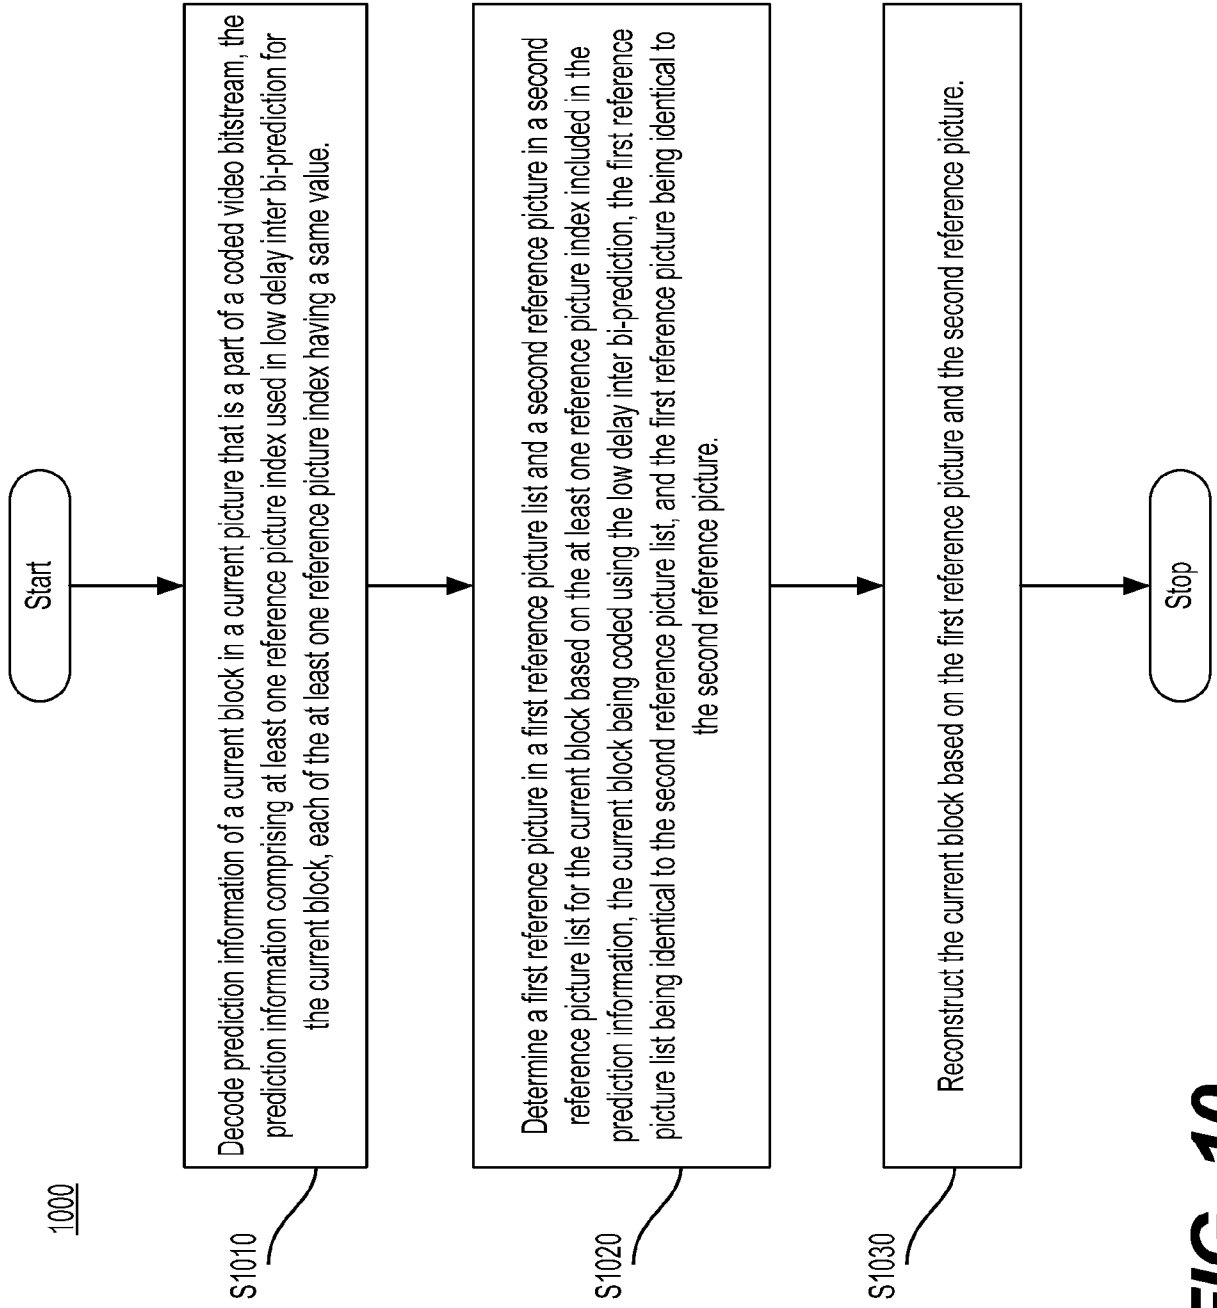 1000
Start
S1010
Decode prediction information of a current block in a current picture that is a part of a coded video bitstream, the
prediction information comprising at least one reference picture index used in low delay inter bi-prediction for
the current block, each of the at least one reference picture index having a same value.
S1020
Determine a first reference picture in a first reference picture list and a second reference picture in a second
reference picture list for the current block based on the at least one reference picture index included in the
prediction information, the current block being coded using the low delay inter bi-prediction, the first reference
picture list being identical to the second reference picture list, and the first reference picture being identical to
the second reference picture.
S1030
Reconstruct the current block based on the first reference picture and the second reference picture.
Stop
FIG. 10